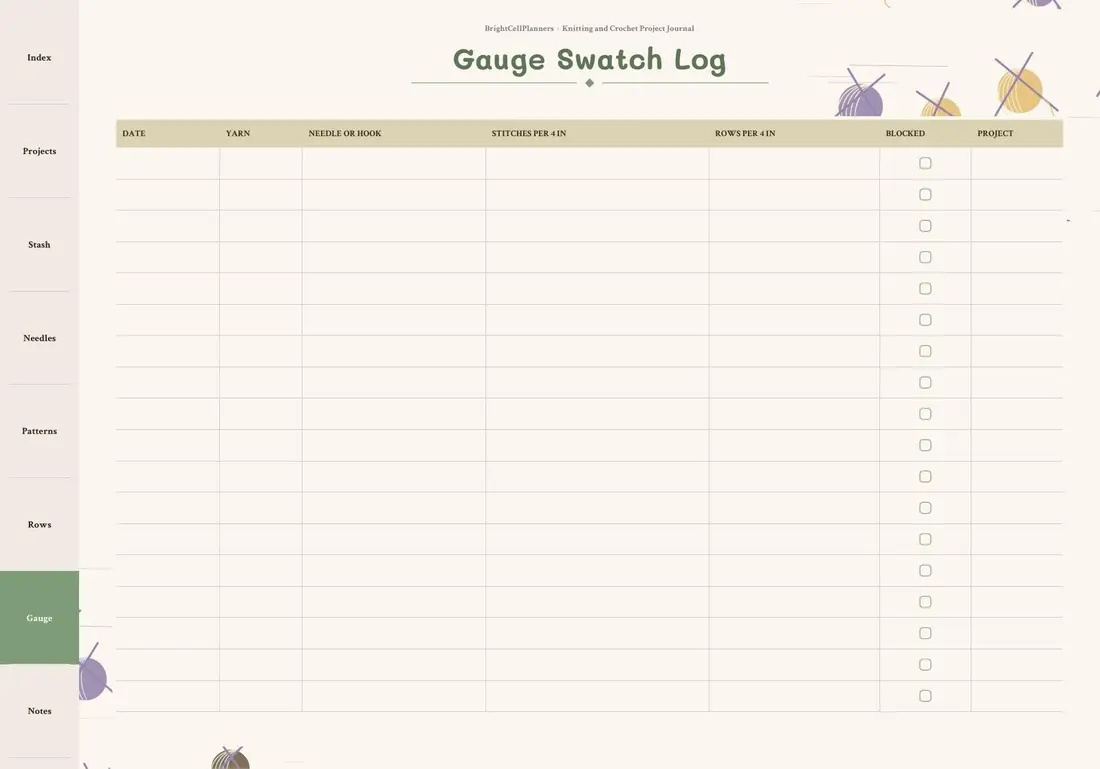 BrightCellPlanners · Knitting and Crochet Project Journal
Gauge Swatch Log
DATE YARN NEEDLE OR HOOK STITCHES PER 4 IN ROWS PER 4 IN BLOCKED PROJECT
Index
Projects
Stash
Needles
Patterns
Rows
Gauge
Notes